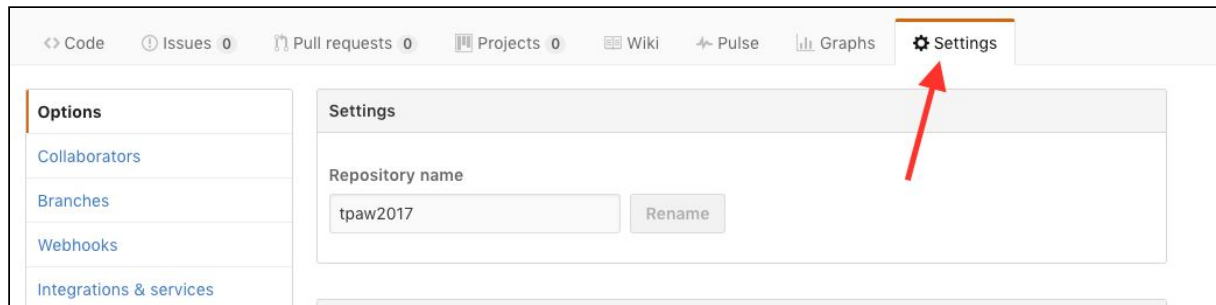 <> Code Issues 0 Pull requests 0 Projects 0 Wiki Pulse Graphs Settings
Options
Collaborators
Branches
Webhooks
Integrations & services
Settings
Repository name
tpaw2017 Rename